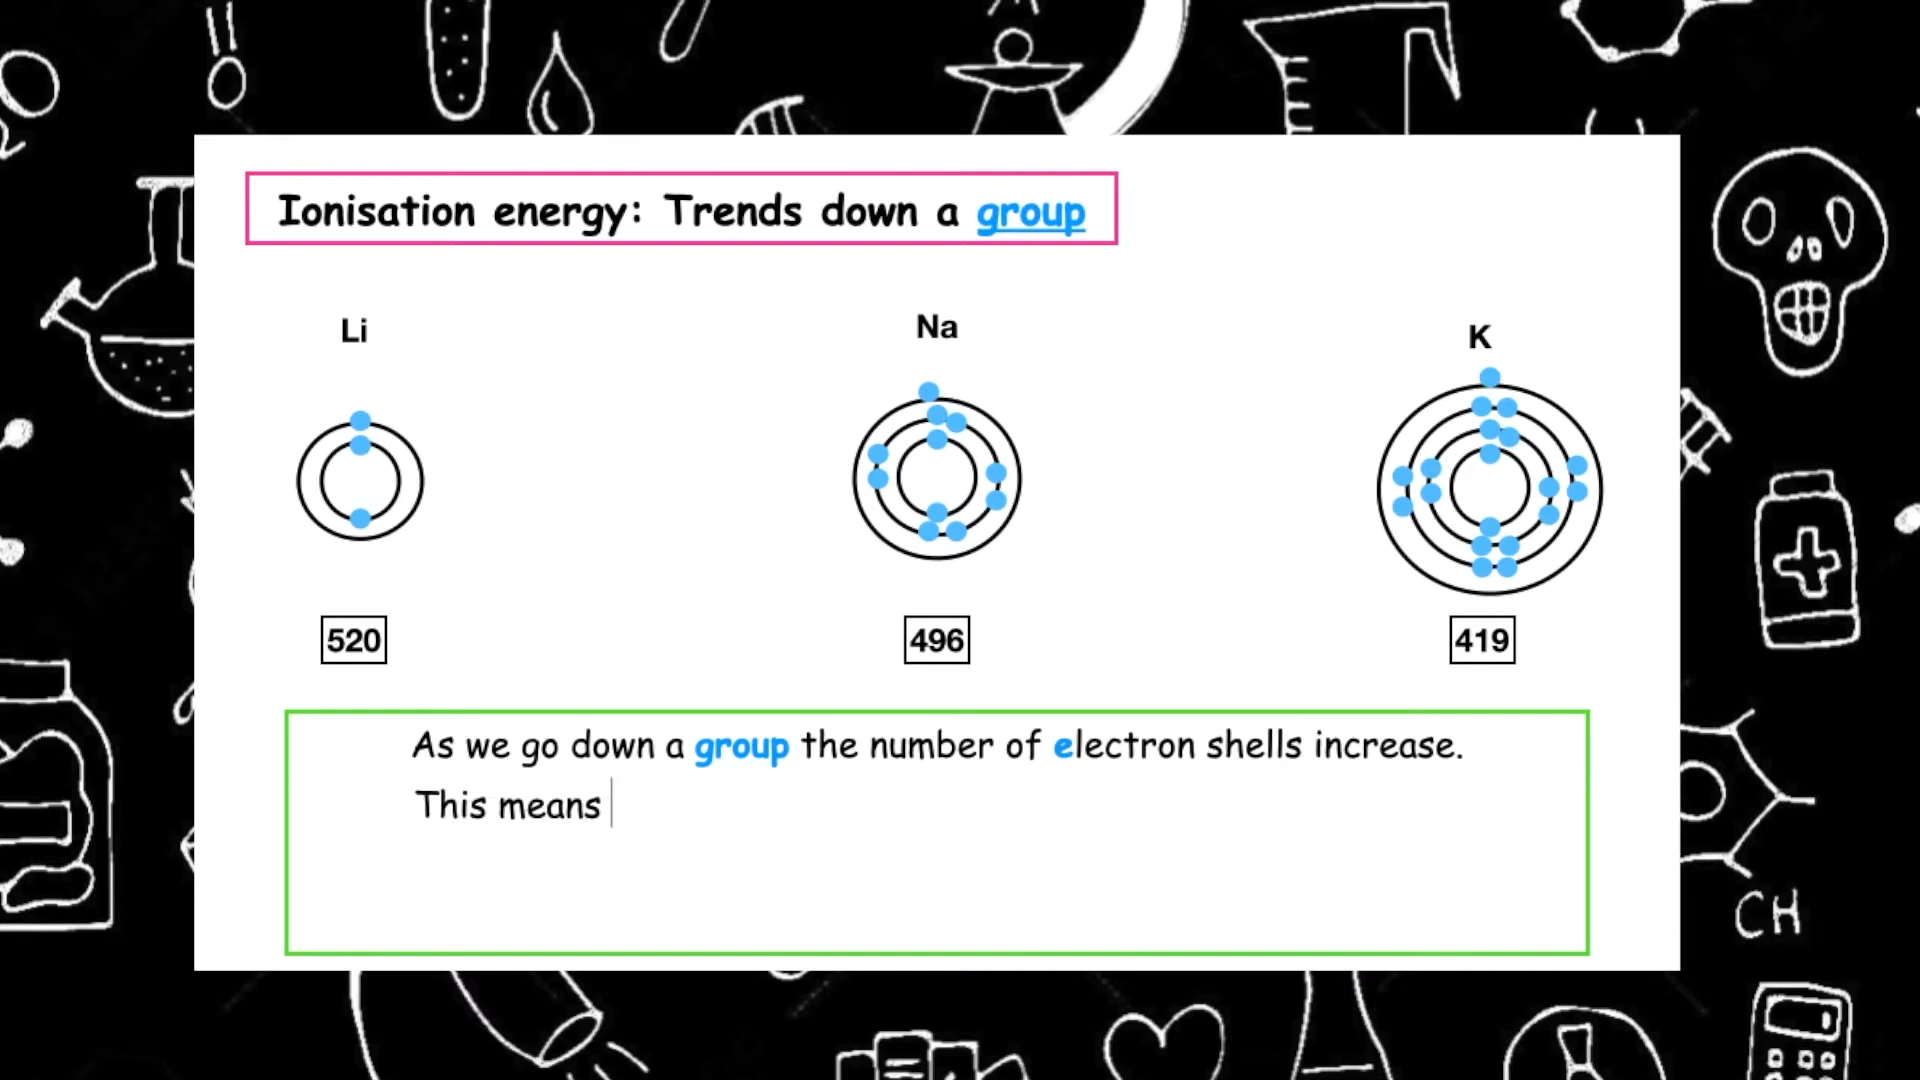 Ionisation energy: Trends down a group
Li
Na
K
520
496
419
As we go down a group the number of electron shells increase.
This means
CH